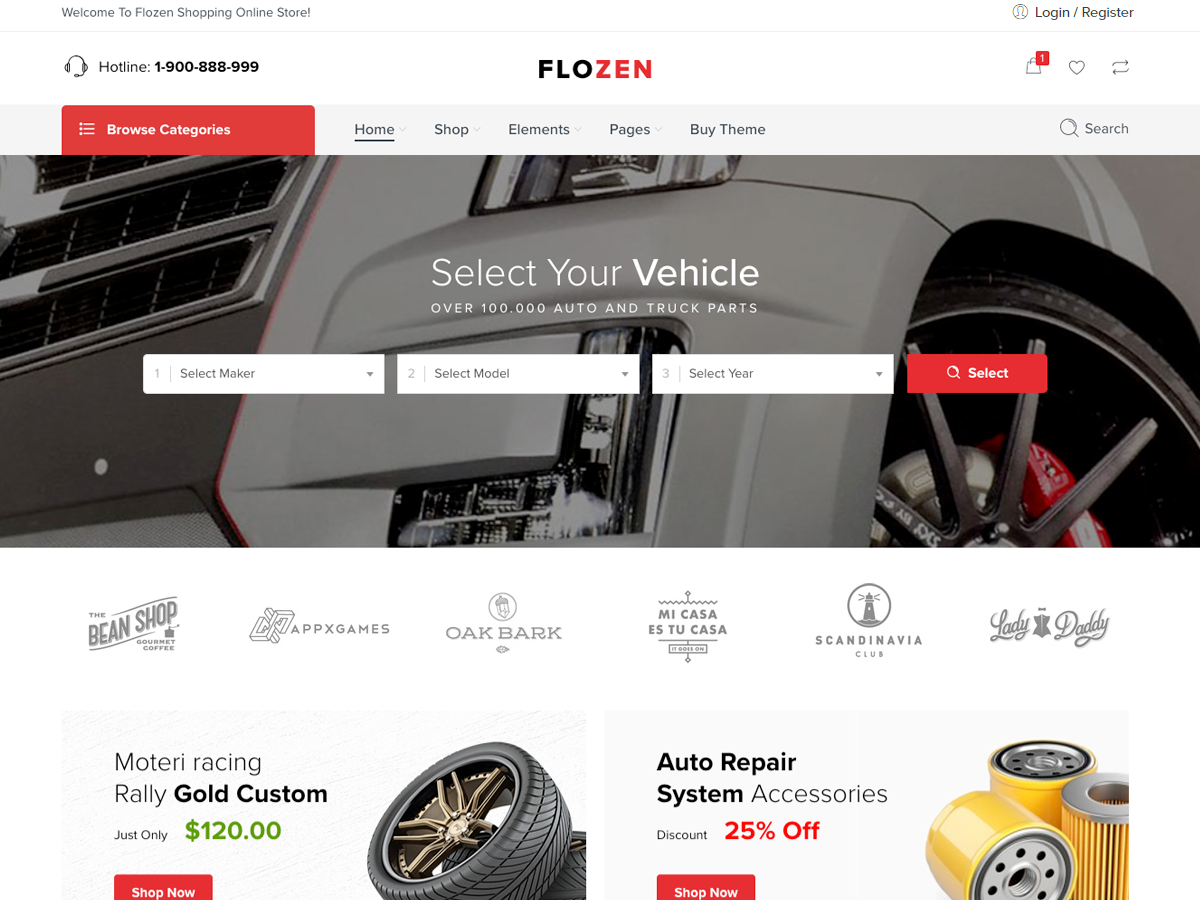 Welcome To Flozen Shopping Online Store!
Login / Register
Hotline: 1-900-888-999
FLOZEN
1
Browse Categories
Home
Shop
Elements
Pages
Buy Theme
Search
Select Your Vehicle
OVER 100.000 AUTO AND TRUCK PARTS
1 Select Maker
2 Select Model
3 Select Year
Select
THE
BEAN SHOP
GOURMET
COFFEE
APPXGAMES
OAK BARK
MI CASA
ES TU CASA
IT GOES ON
SCANDINAVIA
CLUB
Lady Daddy
Moteri racing
Rally Gold Custom
Just Only $120.00
Shop Now
Auto Repair
System Accessories
Discount 25% Off
Shop Now